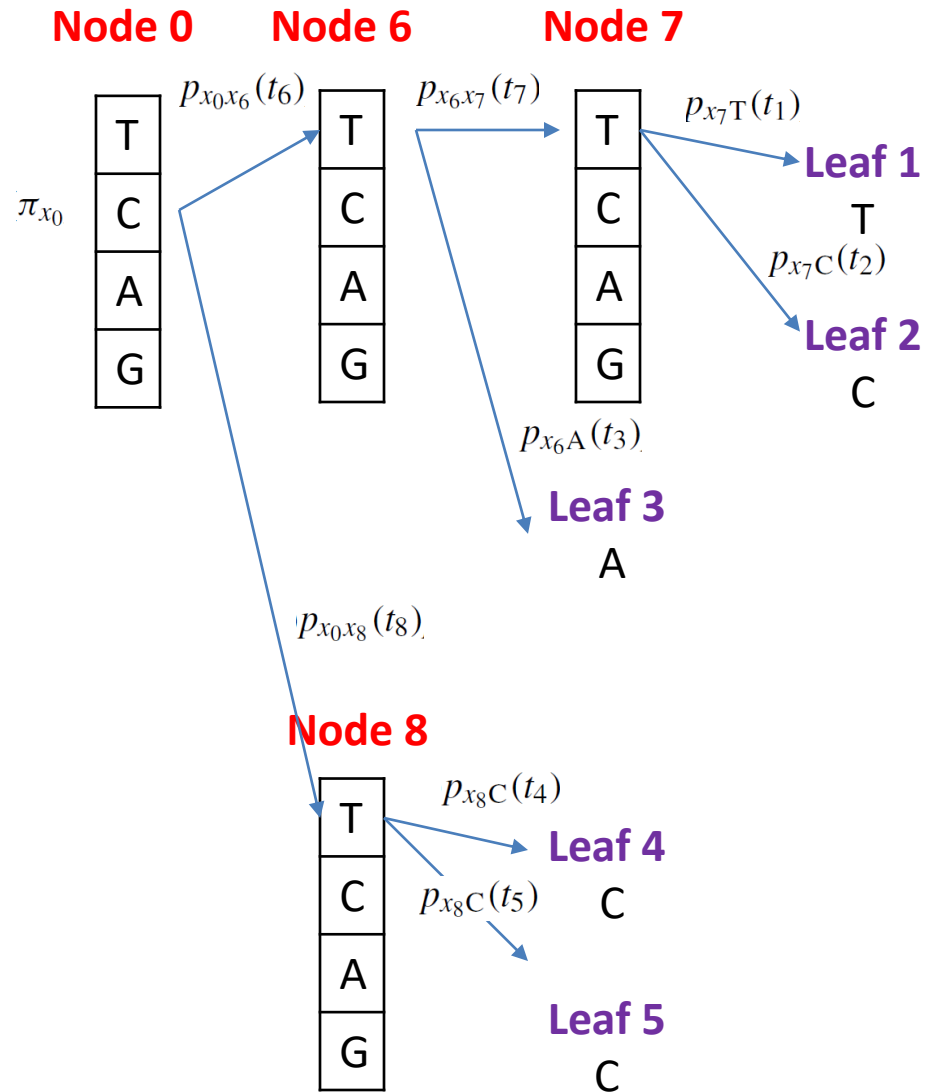 Node 0 Node 6 Node 7
p_{x_0x_6}(t_6) p_{x_6x_7}(t_7) p_{x_7T}(t_1)
T T T
Leaf 1
π_{x_0} C C C T
p_{x_7C}(t_2)
A A A
Leaf 2
G G G C
p_{x_6A}(t_3)
Leaf 3
A
p_{x_0x_8}(t_8)
Node 8
p_{x_8C}(t_4)
T
Leaf 4
p_{x_8C}(t_5)
C C
A
Leaf 5
G
C